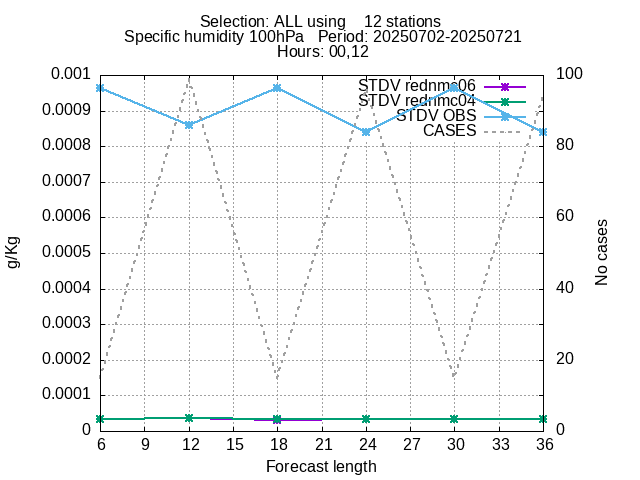 Selection: ALL using    12 stations
Specific humidity 100hPa   Period: 20250702-20250721
Hours: 00,12
STDV rednmc06
STDV rednmc04
STDV OBS
CASES
0.001
0.0009
0.0008
0.0007
0.0006
0.0005
0.0004
0.0003
0.0002
0.0001
0
100
80
60
40
20
0
g/Kg
No cases
6 9 12 15 18 21 24 27 30 33 36
Forecast length